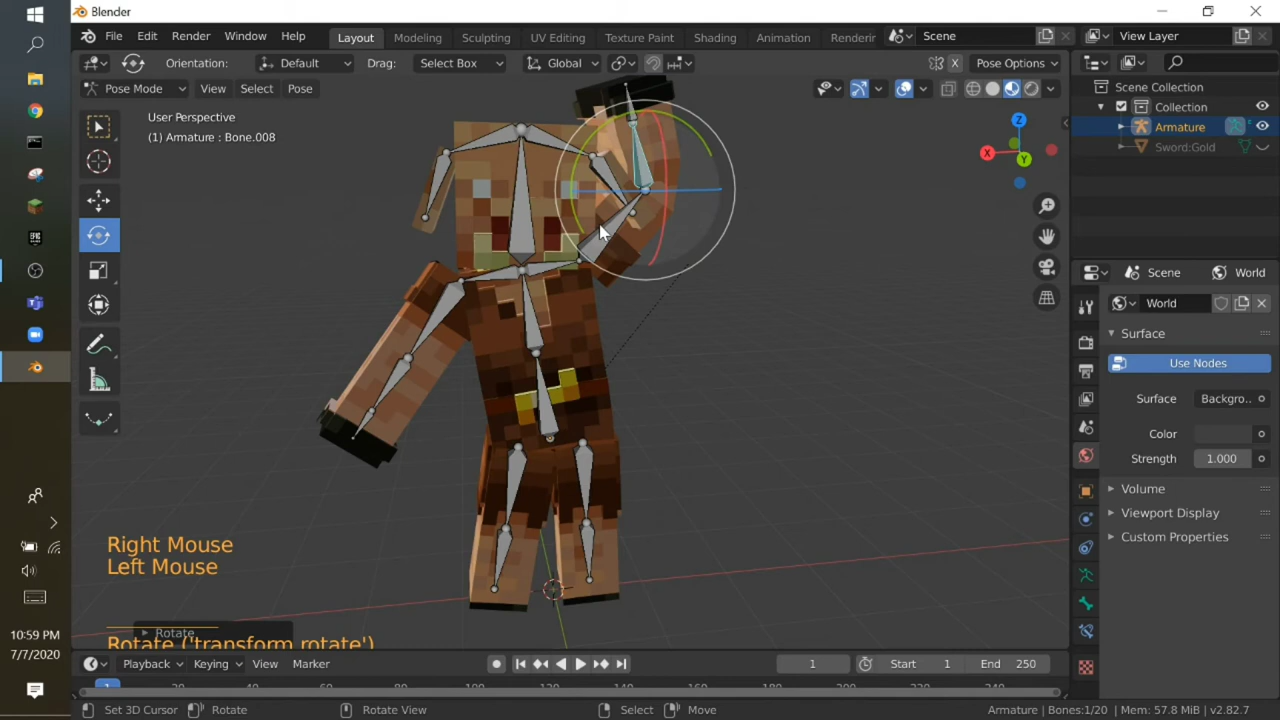 Blender
File Edit Render Window Help Layout Modeling Sculpting UV Editing Texture Paint Shading Animation Scene View Layer
Orientation: Default Drag: Select Box Global X Pose Options
Pose Mode View Select Pose
User Perspective
(1) Armature : Bone.008
Z
X
Y
Scene Collection
Collection
Armature
Sword:Gold
Scene World
World
Surface
Use Nodes
Surface Backgro..
Color
Strength 1.000
Volume
Viewport Display
Custom Properties
Right Mouse
Left Mouse
Rotate
Rotate ('transform rotate')
10:59 PM
7/7/2020
Playback Keying View Marker 1 Start 1 End 250
1
Set 3D Cursor Rotate Rotate View Select Move Armature | Bones:1/20 | Mem: 57.8 MiB | v2.82.7